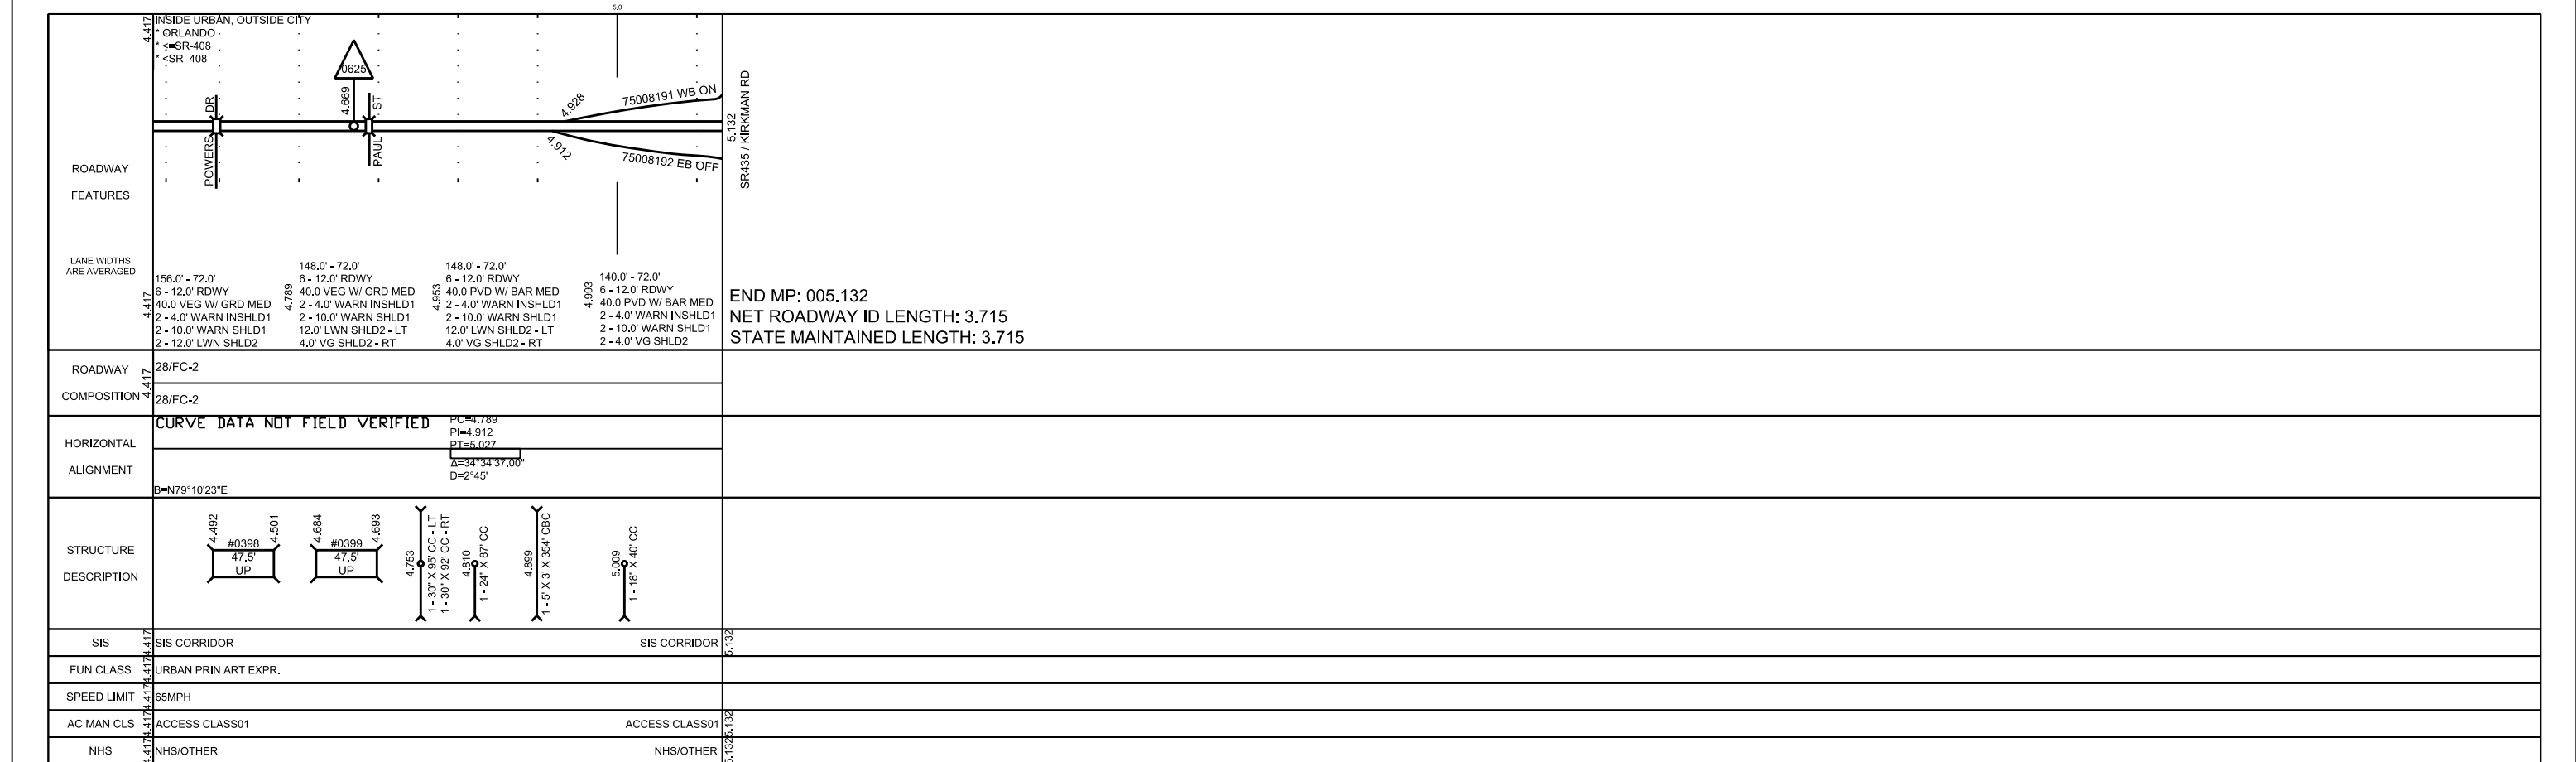 5.0
4.417
INSIDE URBAN, OUTSIDE CITY
* ORLANDO
*|<=SR-408
*|<SR 408
0625
4.669
POWERS DR
PAUL ST
4.928
75008191 WB ON
4.912
75008192 EB OFF
5.132
SR435 / KIRKMAN RD
ROADWAY
FEATURES
LANE WIDTHS
ARE AVERAGED
4.417
156.0' - 72.0'
6 - 12.0' RDWY
40.0 VEG W/ GRD MED
2 - 4.0' WARN INSHLD1
2 - 10.0' WARN SHLD1
2 - 12.0' LWN SHLD2
4.789
148.0' - 72.0'
6 - 12.0' RDWY
40.0 VEG W/ GRD MED
2 - 4.0' WARN INSHLD1
2 - 10.0' WARN SHLD1
12.0' LWN SHLD2 - LT
4.0' VG SHLD2 - RT
4.953
148.0' - 72.0'
6 - 12.0' RDWY
40.0 PVD W/ BAR MED
2 - 4.0' WARN INSHLD1
2 - 10.0' WARN SHLD1
12.0' LWN SHLD2 - LT
4.0' VG SHLD2 - RT
4.993
140.0' - 72.0'
6 - 12.0' RDWY
40.0 PVD W/ BAR MED
2 - 4.0' WARN INSHLD1
2 - 10.0' WARN SHLD1
2 - 4.0' VG SHLD2
END MP: 005.132
NET ROADWAY ID LENGTH: 3.715
STATE MAINTAINED LENGTH: 3.715
ROADWAY
COMPOSITION
4.417
28/FC-2
28/FC-2
HORIZONTAL
ALIGNMENT
CURVE DATA NOT FIELD VERIFIED
PC=4.789
PI=4.912
PT=5.027
Δ=34°34'37.00"
D=2°45'
B=N79°10'23"E
STRUCTURE
DESCRIPTION
4.492
#0398
4.501
47.5'
UP
4.684
#0399
4.693
47.5'
UP
4.753
1 - 30" X 95' CC - LT
1 - 30" X 92' CC - RT
4.810
1 - 24" X 87' CC
4.899
1 - 5' X 3' X 354' CBC
5.009
1 - 18" X 40' CC
SIS
4.417
SIS CORRIDOR
SIS CORRIDOR
5.132
FUN CLASS
4.417
URBAN PRIN ART EXPR.
SPEED LIMIT
4.417
65MPH
AC MAN CLS
4.417
ACCESS CLASS01
ACCESS CLASS01
5.132
NHS
4.417
NHS/OTHER
NHS/OTHER
5.132